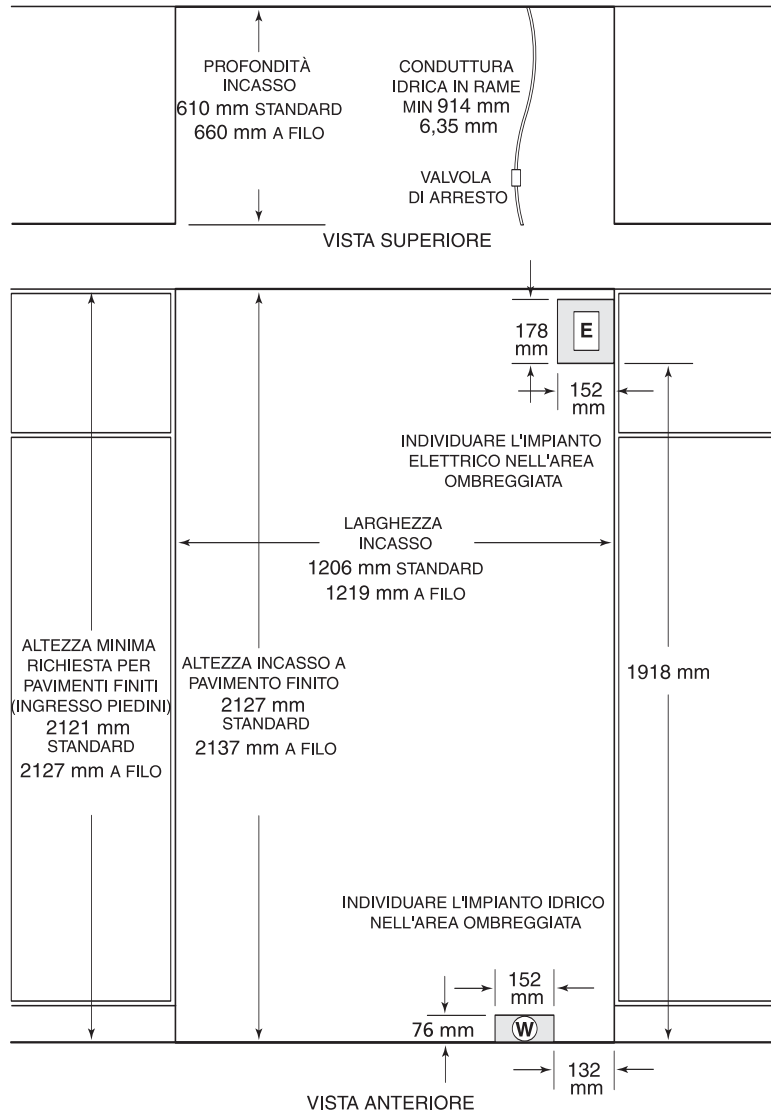 PROFONDITÀ
INCASSO
610 mm STANDARD
660 mm A FILO
CONDUTTURA
IDRICA IN RAME
MIN 914 mm
6,35 mm
VALVOLA
DI ARRESTO
VISTA SUPERIORE
178
mm
E
152
mm
INDIVIDUARE L'IMPIANTO
ELETTRICO NELL'AREA
OMBREGGIATA
LARGHEZZA
INCASSO
1206 mm STANDARD
1219 mm A FILO
ALTEZZA MINIMA
RICHIESTA PER
PAVIMENTI FINITI
(INGRESSO PIEDINI)
2121 mm
STANDARD
2127 mm A FILO
ALTEZZA INCASSO A
PAVIMENTO FINITO
2127 mm
STANDARD
2137 mm A FILO
1918 mm
INDIVIDUARE L'IMPIANTO IDRICO
NELL'AREA OMBREGGIATA
152
mm
76 mm
W
132
mm
VISTA ANTERIORE